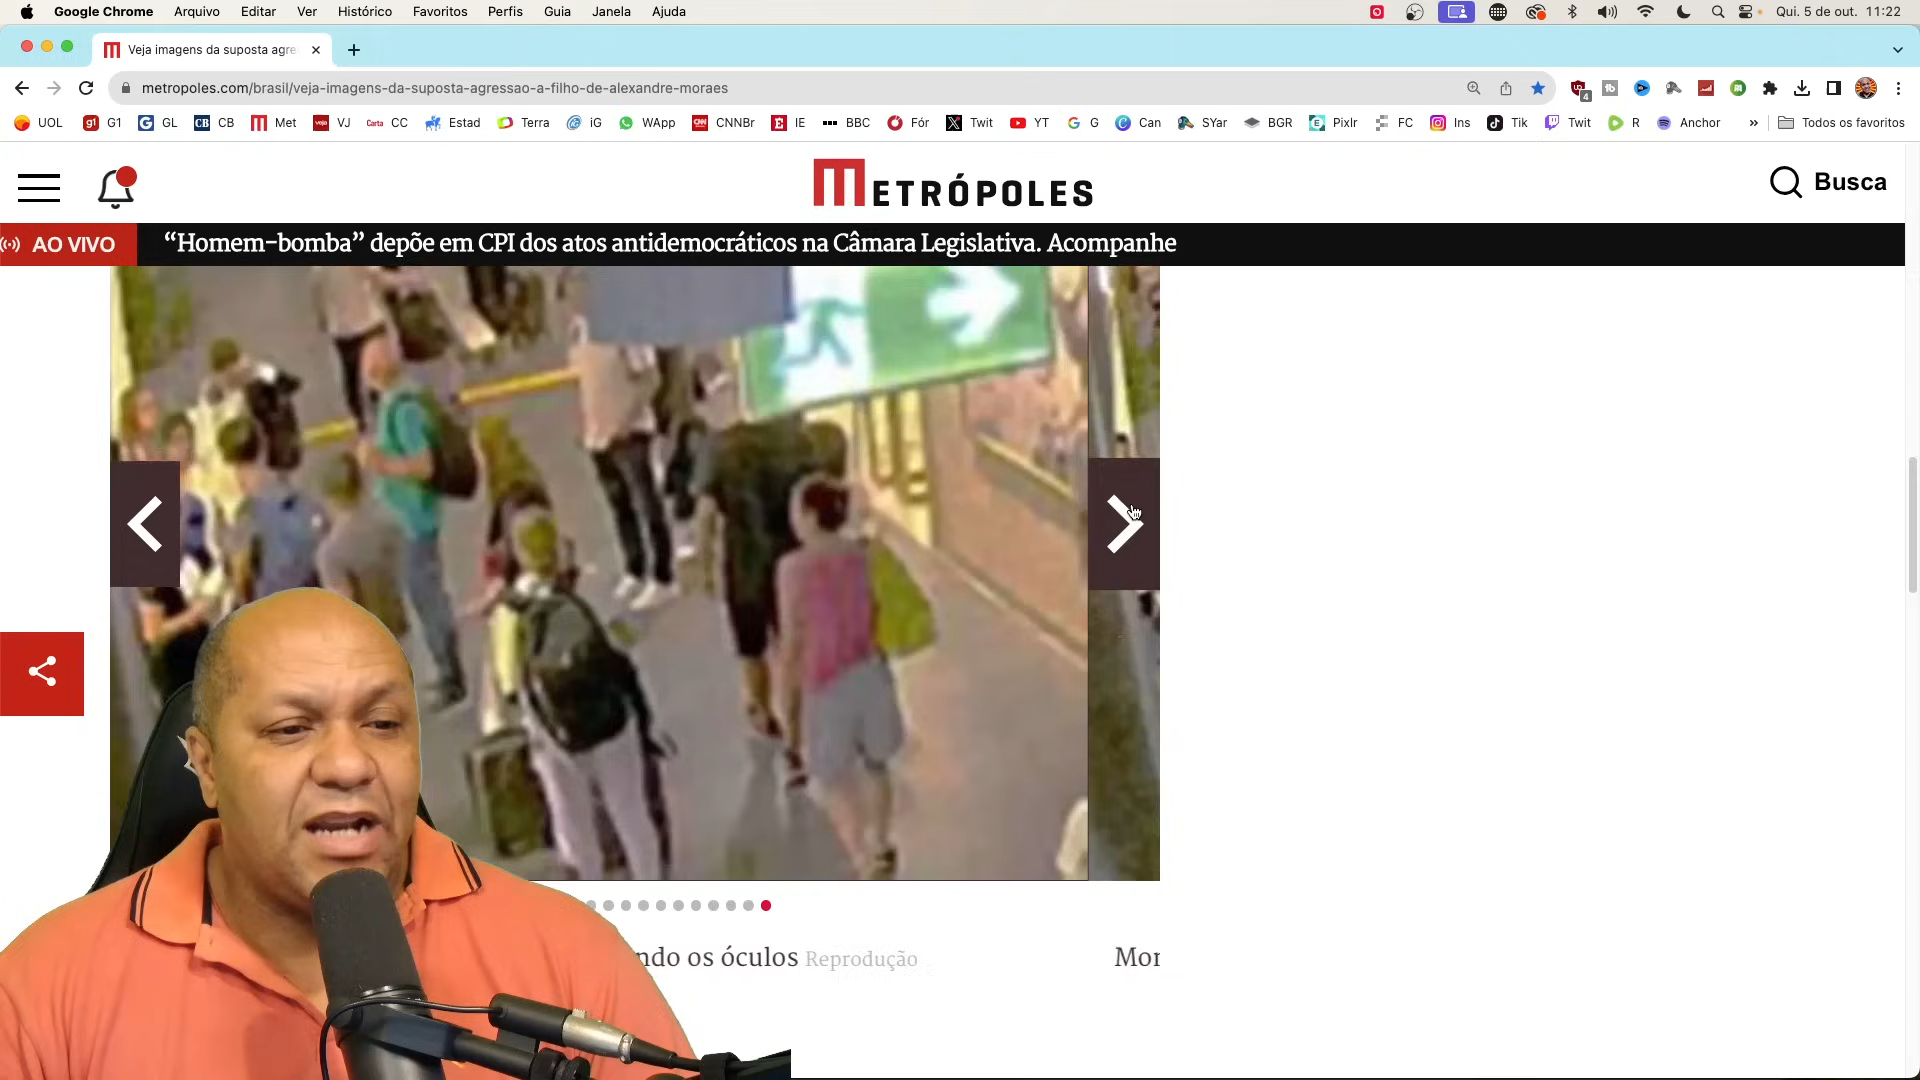 Google Chrome Arquivo Editar Ver Histórico Favoritos Perfis Guia Janela Ajuda Qui. 5 de out. 11:22
Veja imagens da suposta agre
metropoles.com/brasil/veja-imagens-da-suposta-agressao-a-filho-de-alexandre-moraes
UOL G1 GL CB Met VJ CC Estad Terra iG WApp CNNBr IE BBC Fór Twit YT G Can SYar BGR Pixlr FC Ins Tik Twit R Anchor » Todos os favoritos
METRÓPOLES
Busca
AO VIVO “Homem-bomba” depõe em CPI dos atos antidemocráticos na Câmara Legislativa. Acompanhe
ndo os óculos Reprodução
Mor